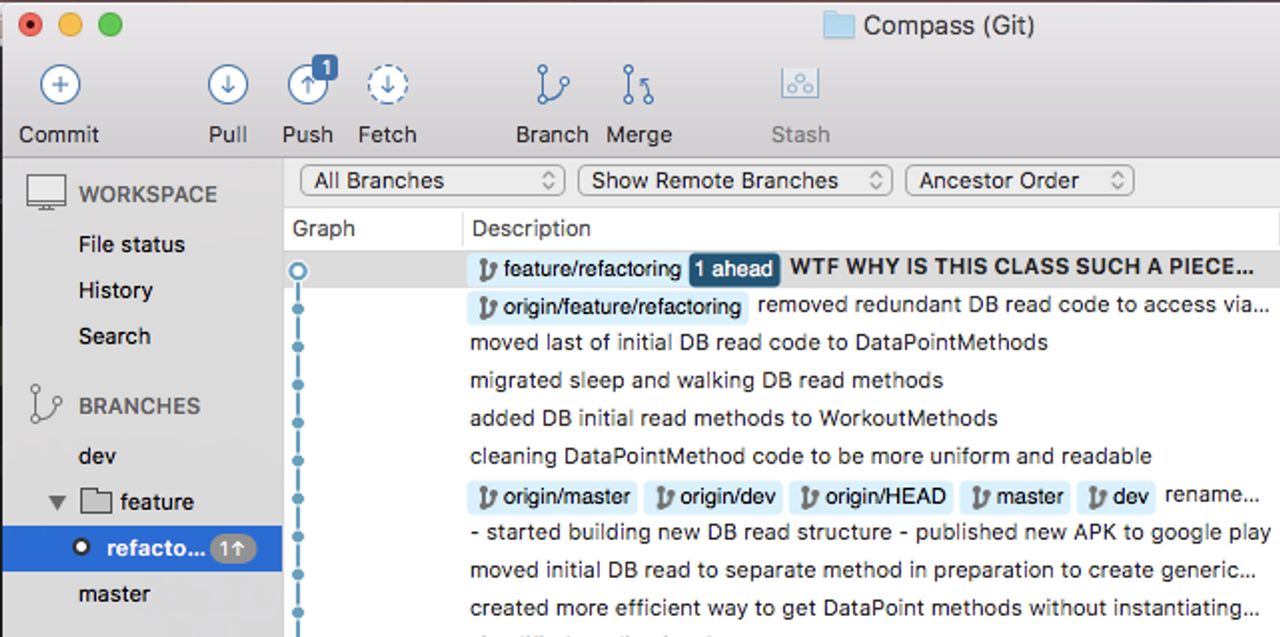 Compass (Git)
1
Commit Pull Push Fetch Branch Merge Stash
All Branches Show Remote Branches Ancestor Order
WORKSPACE
File status
History
Search
BRANCHES
dev
feature
refacto... 1↑
master
Graph Description
feature/refactoring 1 ahead WTF WHY IS THIS CLASS SUCH A PIECE...
origin/feature/refactoring removed redundant DB read code to access via...
moved last of initial DB read code to DataPointMethods
migrated sleep and walking DB read methods
added DB initial read methods to WorkoutMethods
cleaning DataPointMethod code to be more uniform and readable
origin/master origin/dev origin/HEAD master dev rename...
- started building new DB read structure - published new APK to google play
moved initial DB read to separate method in preparation to create generic...
created more efficient way to get DataPoint methods without instantiating...